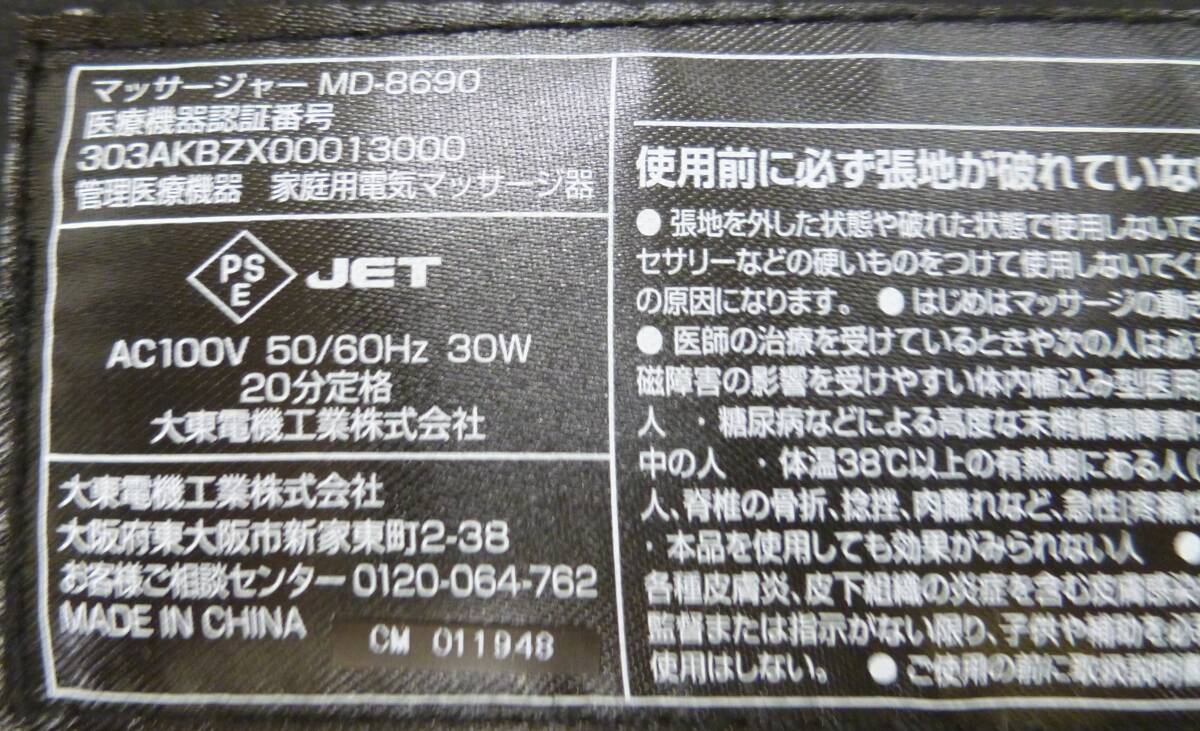 マッサージャー MD-8690
医療機器認証番号
303AKBZX00013000
管理医療機器 家庭用電気マッサージ器
PS
E
JET
AC100V 50/60Hz 30W
20分定格
大東電機工業株式会社
大東電機工業株式会社
大阪府東大阪市新家東町2-38
お客様ご相談センター 0120-064-762
MADE IN CHINA
CM 011948
使用前に必ず張地が破れていな
● 張地を外した状態や破れた状態で使用しないで
セサリーなどの硬いものをつけて使用しないでく
の原因になります。 ● はじめはマッサージの動
● 医師の治療を受けているときや次の人は必
磁障害の影響を受けやすい体内植込み型医用
人 ・糖尿病などによる高度な末梢循環障害
中の人 ・体温38℃以上の有熱期にある人
人、脊椎の骨折、捻挫、肉離れなど、急性[疼痛
・本品を使用しても効果がみられない人 ●
各種皮膚炎、皮下組織の炎症を含む皮膚感染
監督または指示がない限り、子供や補助を必
使用はしない。 ● ご使用の前に取扱説明